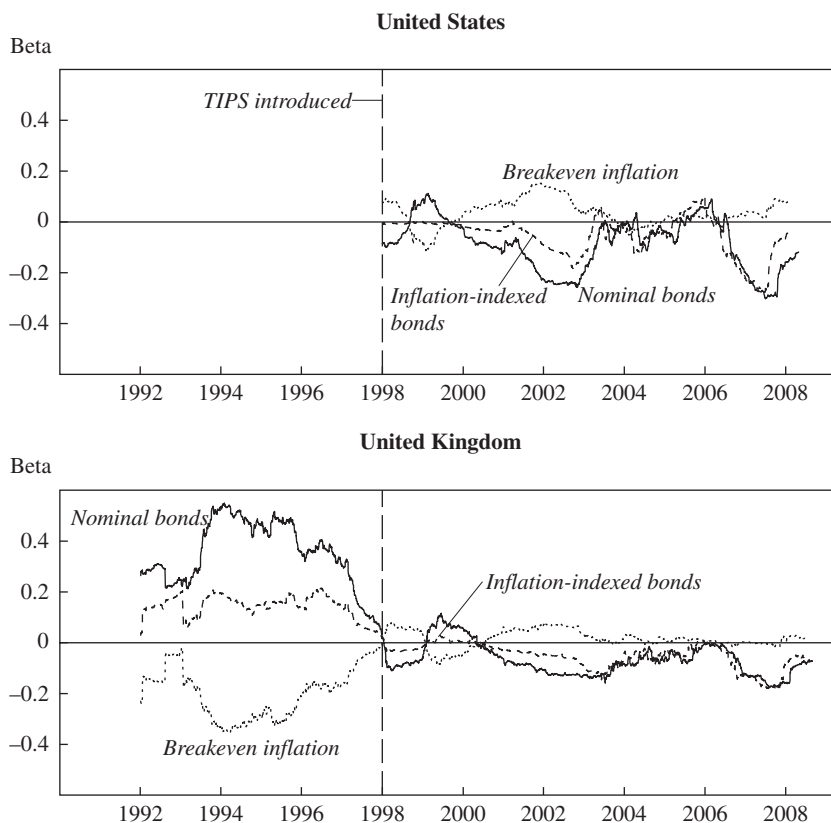 United States
Beta
TIPS introduced
0.4
Breakeven inflation
0.2
0
–0.2
Inflation-indexed
bonds
Nominal bonds
–0.4
1992 1994 1996 1998 2000 2002 2004 2006 2008
United Kingdom
Beta
Nominal bonds
0.4
Inflation-indexed bonds
0.2
0
–0.2
–0.4
Breakeven inflation
1992 1994 1996 1998 2000 2002 2004 2006 2008